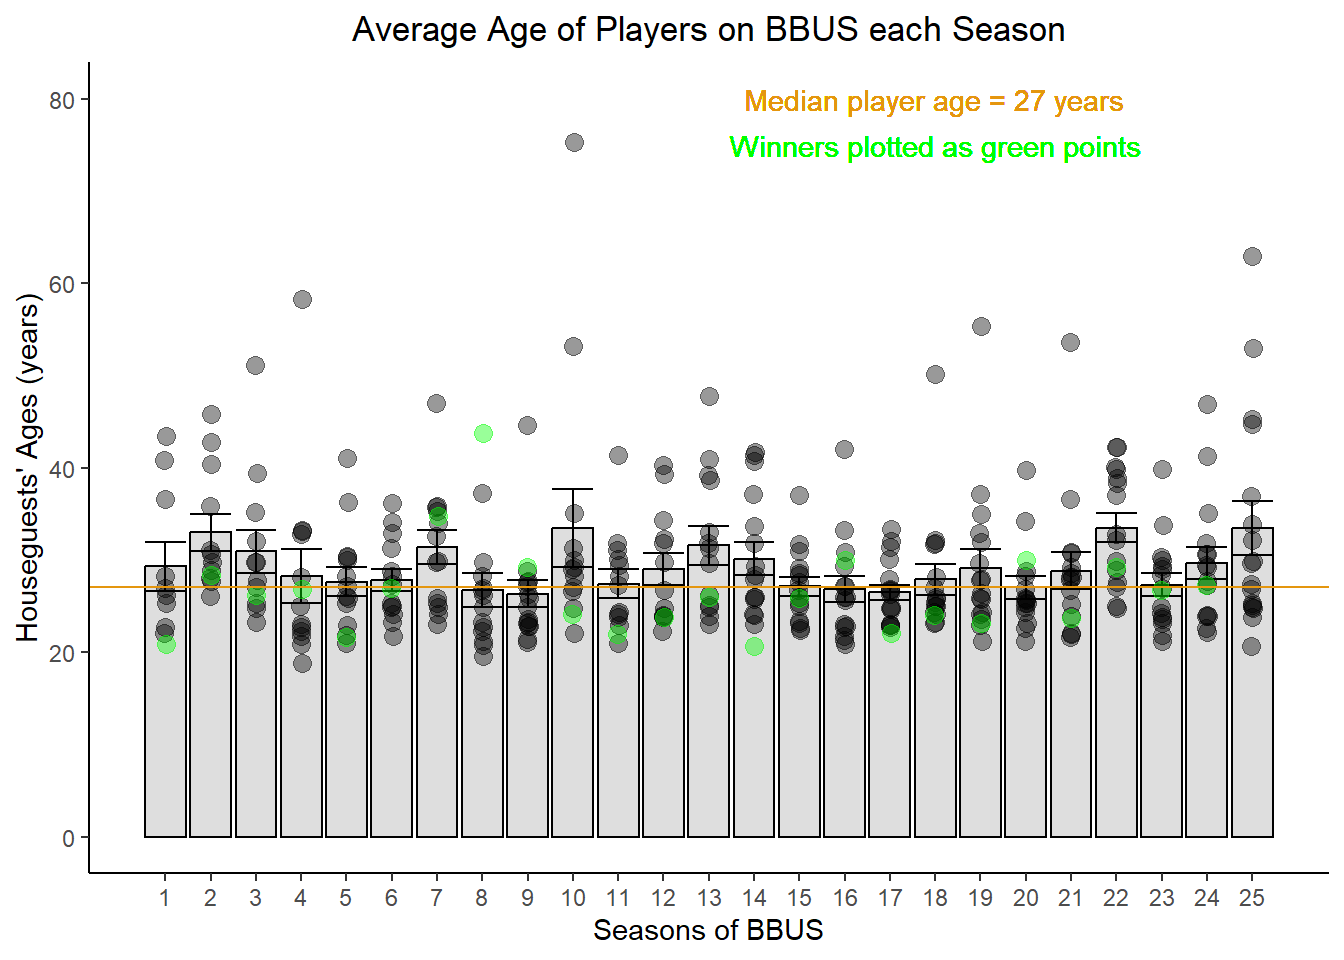 Average Age of Players on BBUS each Season
Median player age = 27 years
Winners plotted as green points
Houseguests' Ages (years)
80
60
40
20
0
1 2 3 4 5 6 7 8 9 10 11 12 13 14 15 16 17 18 19 20 21 22 23 24 25
Seasons of BBUS